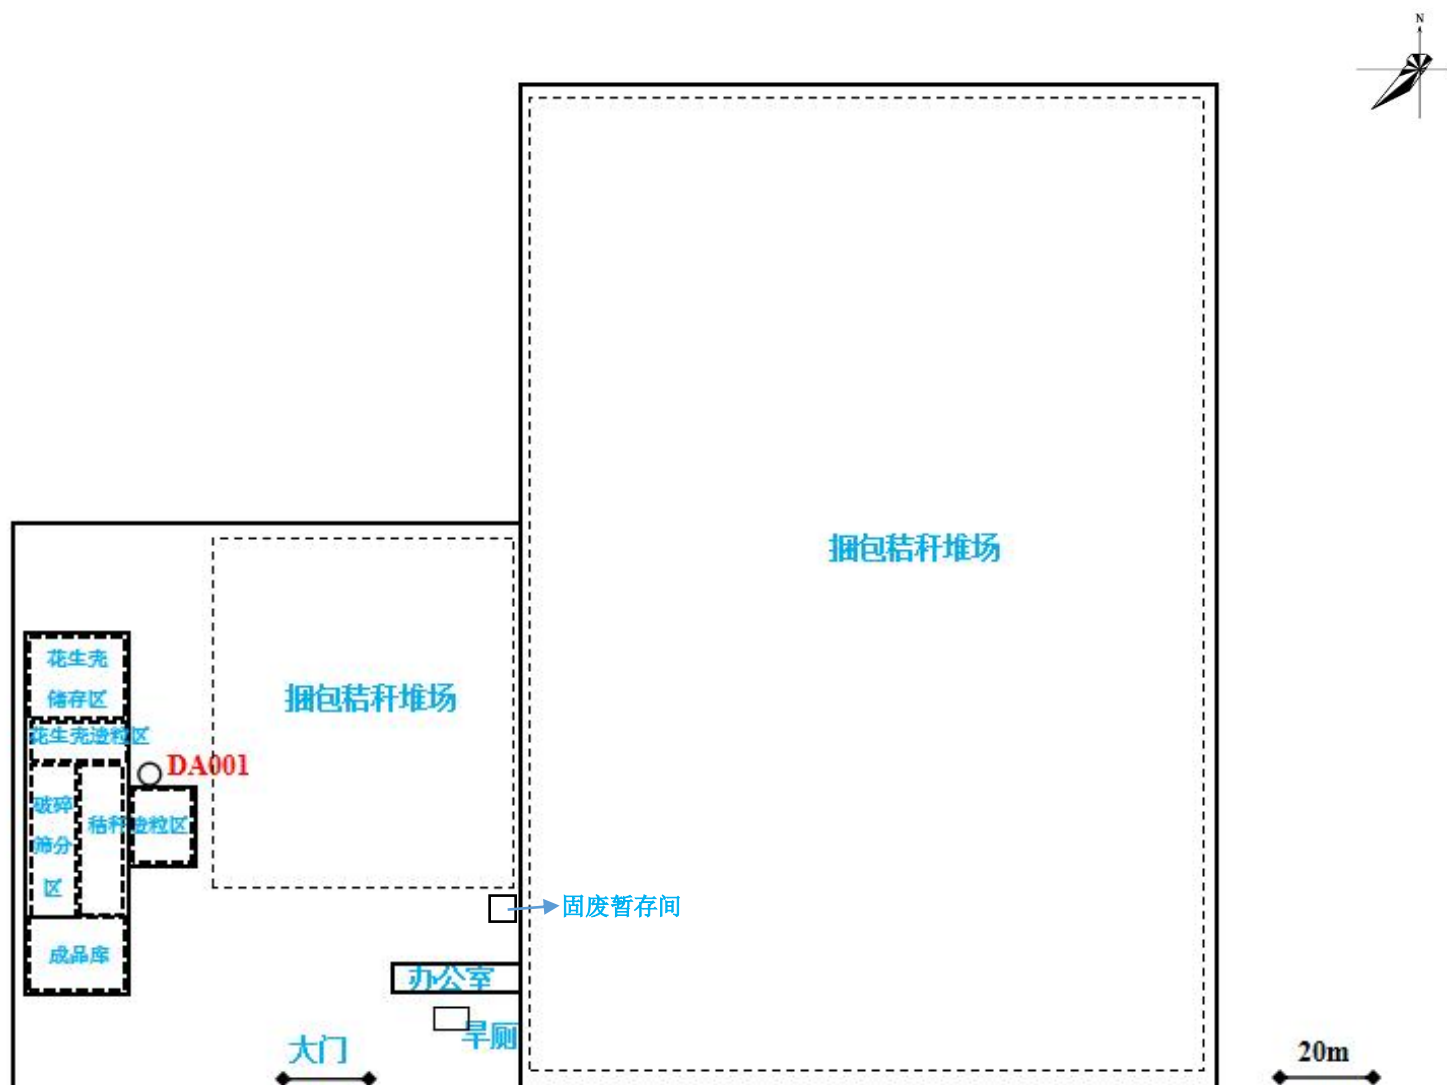 N
捆包秸秆堆场
花生壳
储存区
捆包秸秆堆场
花生壳造粒区
DA001
破碎
筛分
区
秸秆造粒区
固废暂存间
成品库
办公室
旱厕
大门
20m